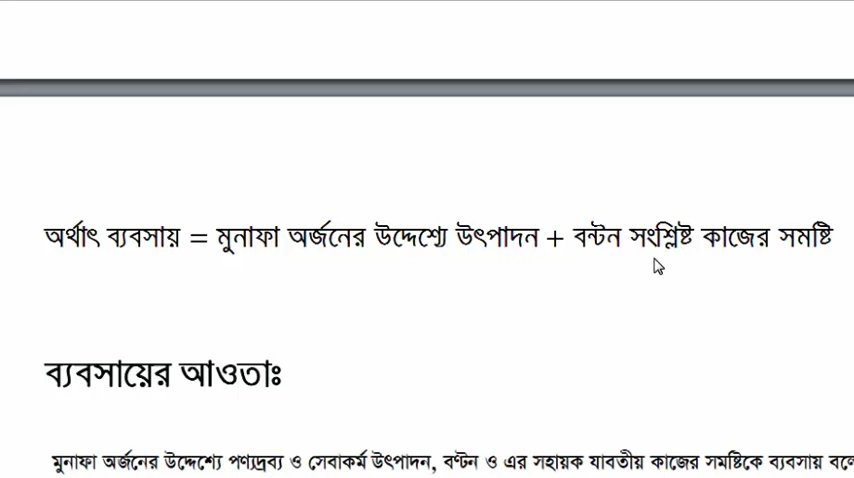 অর্থাৎ ব্যবসায় = মুনাফা অর্জনের উদ্দেশ্যে উৎপাদন + বন্টন সংশ্লিষ্ট কাজের সমষ্টি
ব্যবসায়ের আওতাঃ
মুনাফা অর্জনের উদ্দেশ্যে পণ্যদ্রব্য ও সেবাকর্ম উৎপাদন, বণ্টন ও এর সহায়ক যাবতীয় কাজের সমষ্টিকে ব্যবসায়